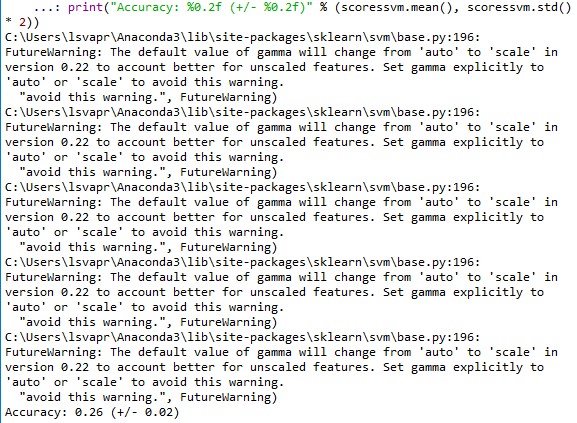 ...: print("Accuracy: %0.2f (+/- %0.2f)" % (scoressvm.mean(), scoressvm.std()
* 2))
C:\Users\lsvapr\Anaconda3\lib\site-packages\sklearn\svm\base.py:196:
FutureWarning: The default value of gamma will change from 'auto' to 'scale' in
version 0.22 to account better for unscaled features. Set gamma explicitly to
'auto' or 'scale' to avoid this warning.
  "avoid this warning.", FutureWarning)
C:\Users\lsvapr\Anaconda3\lib\site-packages\sklearn\svm\base.py:196:
FutureWarning: The default value of gamma will change from 'auto' to 'scale' in
version 0.22 to account better for unscaled features. Set gamma explicitly to
'auto' or 'scale' to avoid this warning.
  "avoid this warning.", FutureWarning)
C:\Users\lsvapr\Anaconda3\lib\site-packages\sklearn\svm\base.py:196:
FutureWarning: The default value of gamma will change from 'auto' to 'scale' in
version 0.22 to account better for unscaled features. Set gamma explicitly to
'auto' or 'scale' to avoid this warning.
  "avoid this warning.", FutureWarning)
C:\Users\lsvapr\Anaconda3\lib\site-packages\sklearn\svm\base.py:196:
FutureWarning: The default value of gamma will change from 'auto' to 'scale' in
version 0.22 to account better for unscaled features. Set gamma explicitly to
'auto' or 'scale' to avoid this warning.
  "avoid this warning.", FutureWarning)
C:\Users\lsvapr\Anaconda3\lib\site-packages\sklearn\svm\base.py:196:
FutureWarning: The default value of gamma will change from 'auto' to 'scale' in
version 0.22 to account better for unscaled features. Set gamma explicitly to
'auto' or 'scale' to avoid this warning.
  "avoid this warning.", FutureWarning)
Accuracy: 0.26 (+/- 0.02)